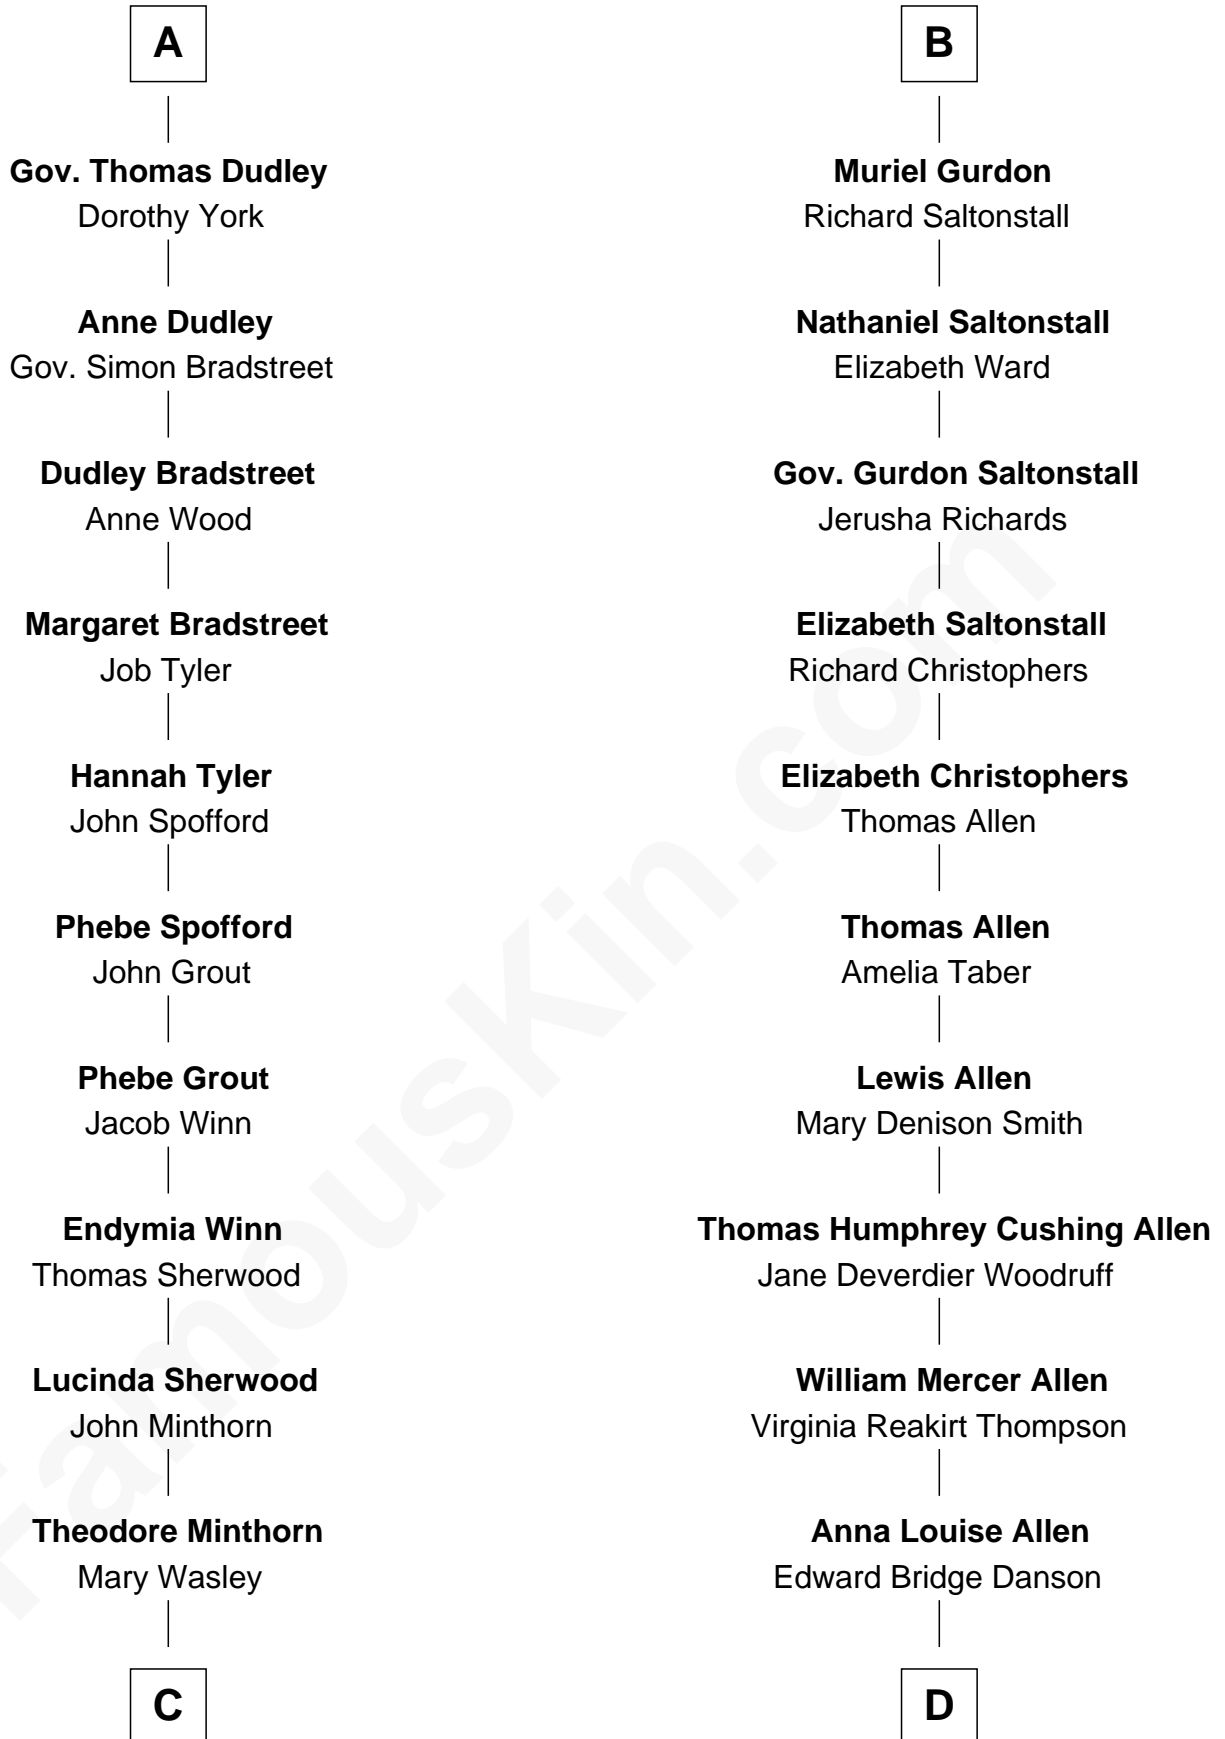 A
Gov. Thomas Dudley
Dorothy York
Anne Dudley
Gov. Simon Bradstreet
Dudley Bradstreet
Anne Wood
Margaret Bradstreet
Job Tyler
Hannah Tyler
John Spofford
Phebe Spofford
John Grout
Phebe Grout
Jacob Winn
Endymia Winn
Thomas Sherwood
Lucinda Sherwood
John Minthorn
Theodore Minthorn
Mary Wasley
C
B
Muriel Gurdon
Richard Saltonstall
Nathaniel Saltonstall
Elizabeth Ward
Gov. Gurdon Saltonstall
Jerusha Richards
Elizabeth Saltonstall
Richard Christophers
Elizabeth Christophers
Thomas Allen
Thomas Allen
Amelia Taber
Lewis Allen
Mary Denison Smith
Thomas Humphrey Cushing Allen
Jane Deverdier Woodruff
William Mercer Allen
Virginia Reakirt Thompson
Anna Louise Allen
Edward Bridge Danson
D
FamousKin.com